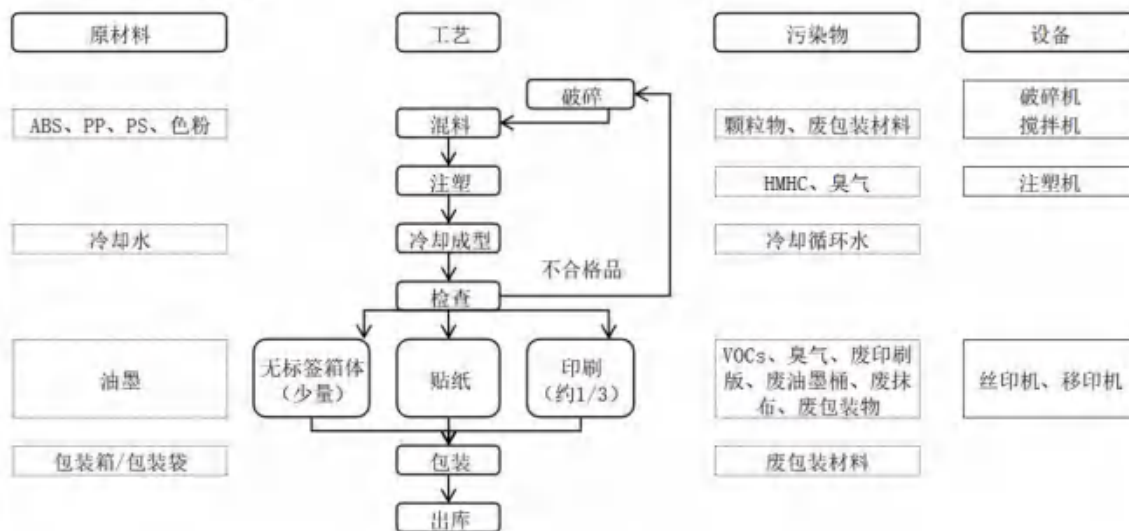 原材料
工艺
污染物
设备
破碎
破碎机
搅拌机
ABS、PP、PS、色粉
混料
颗粒物、废包装材料
注塑
HMHC、臭气
注塑机
冷却水
冷却成型
冷却循环水
不合格品
检查
油墨
无标签箱体
（少量）
贴纸
印刷
（约1/3）
VOCs、臭气、废印刷
版、废油墨桶、废抹
布、废包装物
丝印机、移印机
包装箱/包装袋
包装
废包装材料
出库